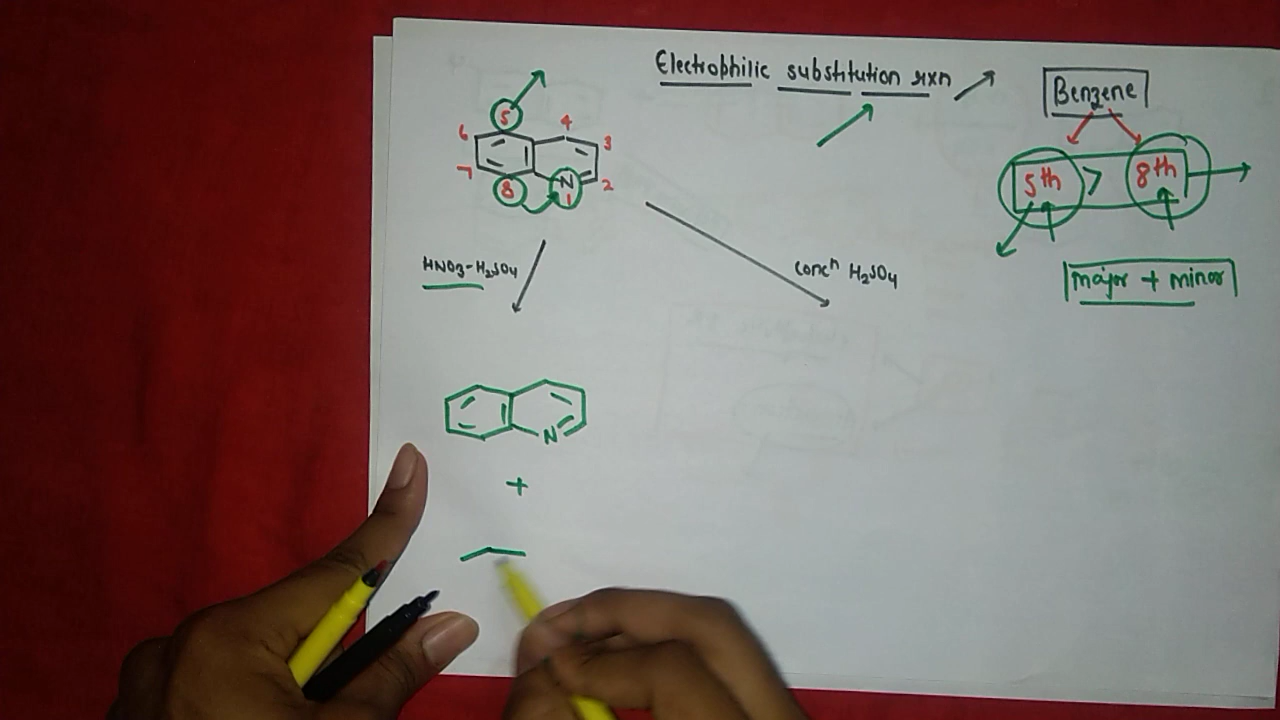 Electrophilic substitution rxn
Benzene
5
6
4
3
7
8
N
1
2
5th > 8th
HNO3-H2SO4
Concn H2SO4
major + minor
N
+